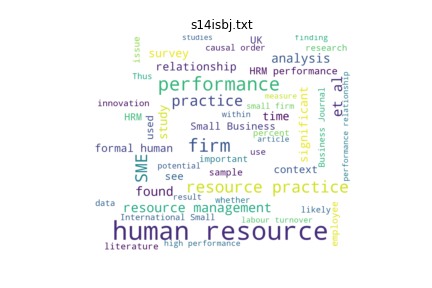 s14isbj.txt
studies
UK
finding
issue
causal order
research
survey
analysis
relationship
HRM performance
Thus
performance
et al
performance relationship
innovation
practice
measure
small firm
within
time
significant
Business Journal
HRM
used
study
Small Business
percent
formal human
firm
article
SME
important
use
potential
see
sample
context
found
resource practice
data
result
whether
resource management
likely
employee
International Small
labour turnover
human resource
literature
high performance